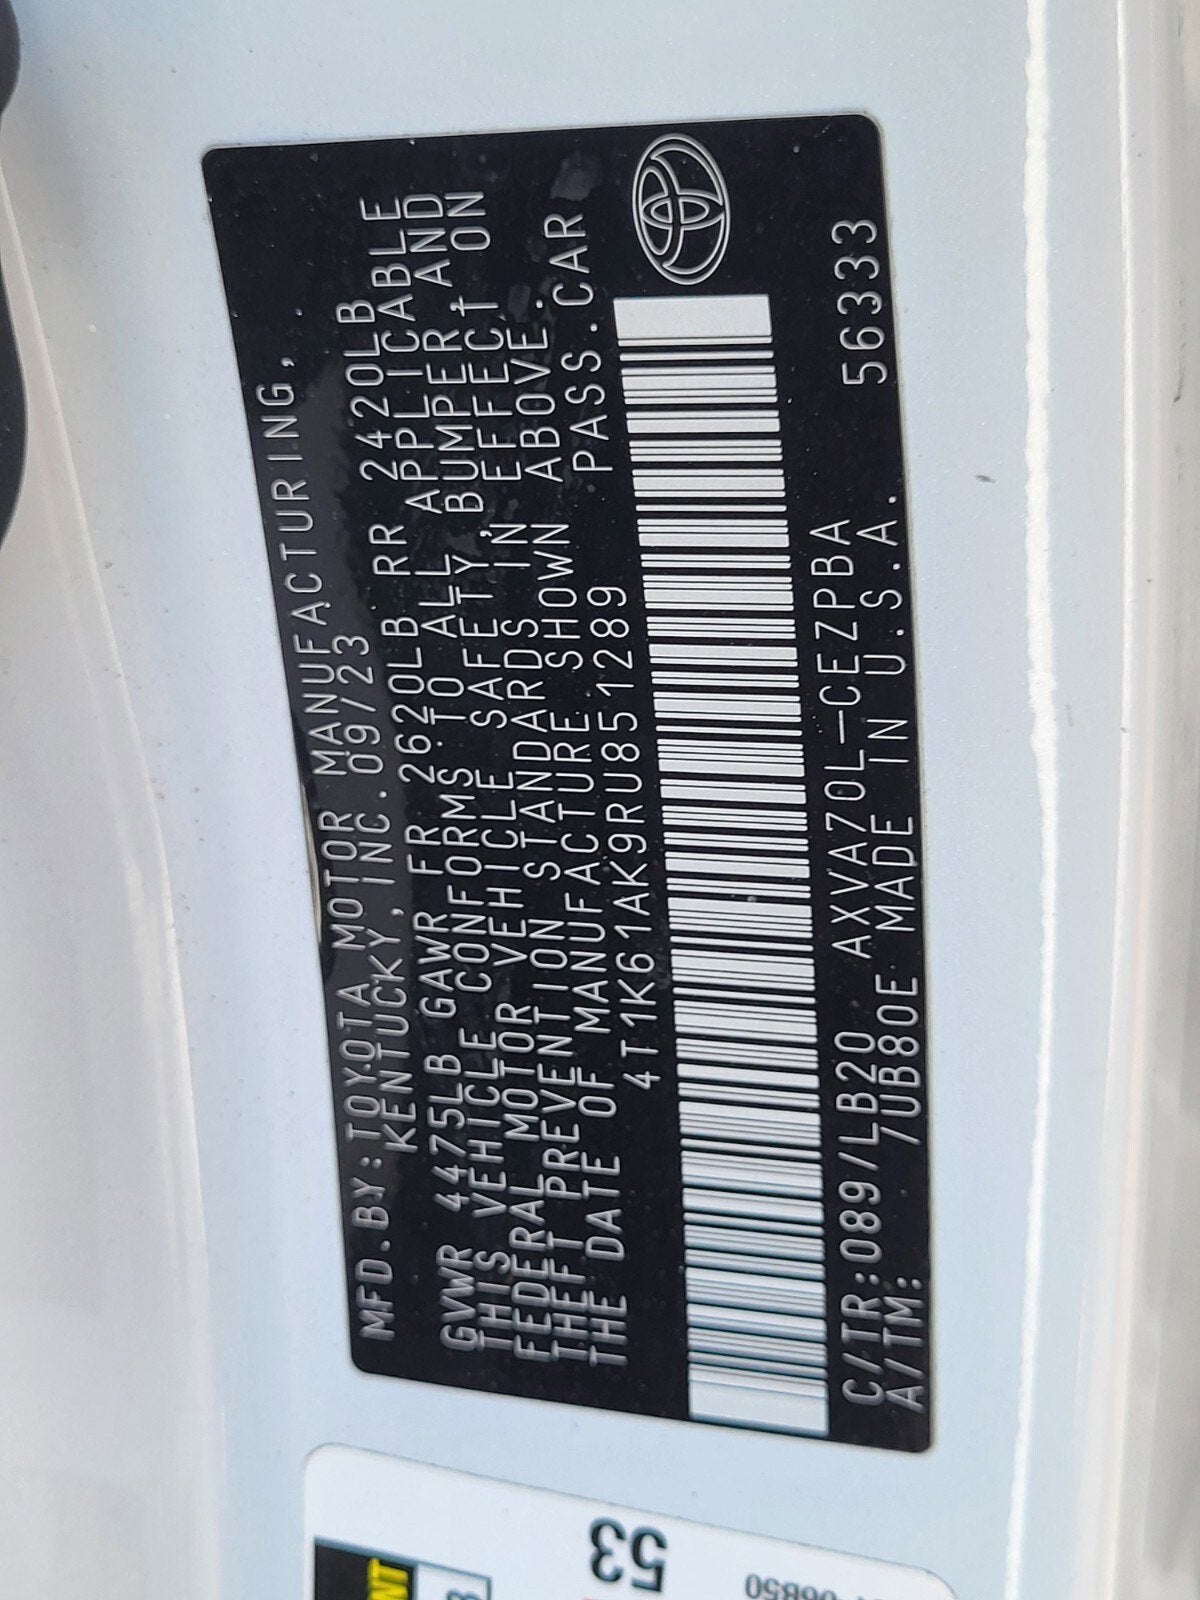 MFD.BY:TOYOTA MOTOR MANUFACTURING,
KENTUCKY, INC. 09/23
GVWR 4475LB GAWR FR 2620LB RR 2420LB
THIS VEHICLE CONFORMS TO ALL APPLICABLE
FEDERAL MOTOR VEHICLE SAFETY, BUMPER, AND
THEFT PREVENTION STANDARDS IN EFFECT ON
THE DATE OF MANUFACTURE SHOWN ABOVE.
4T1K61AK9RU851289 PASS.CAR
C/TR:089/LB20 AXVA70L-CEZPBA 56333
A/TM: /UB80E MADE IN U.S.A.
53
06B50